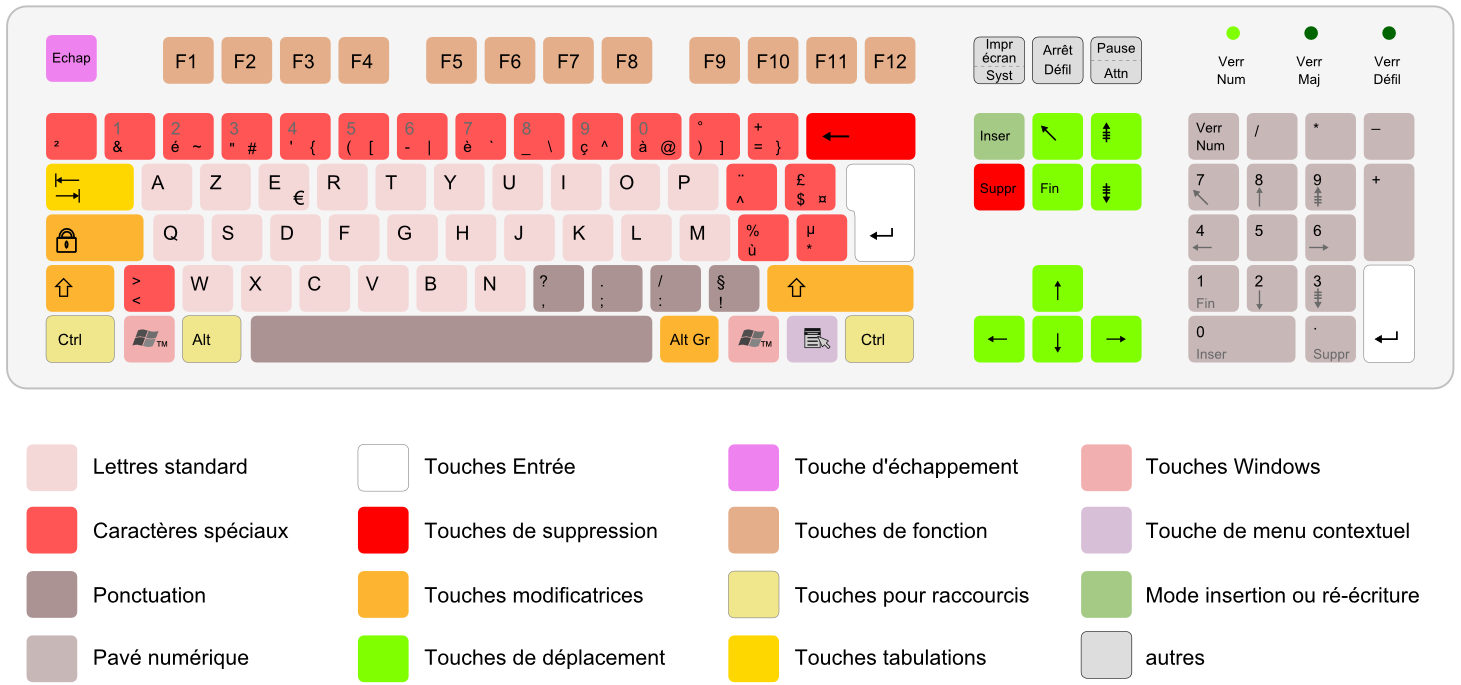 Echap F1 F2 F3 F4 F5 F6 F7 F8 F9 F10 F11 F12
Impr écran Syst
Arrêt Défil
Pause Attn
Verr Num
Verr Maj
Verr Défil
²
1 &
2 é ~
3 " #
4 ' {
5 ( [
6 - |
7 è `
8 _ \
9 ç ^
0 à @
° ) ]
+ = }
Inser
Verr Num
/ * –
A Z E € R T Y U I O P
¨ ^
£ $ ¤
Suppr Fin
7 8 9 +
Q S D F G H J K L M
% ù
µ *
4 5 6
> <
W X C V B N
? ,
. ;
/ :
§ !
1 Fin
2 3
Ctrl TM Alt Alt Gr TM Ctrl
0 Inser
. Suppr
Lettres standard Touches Entrée Touche d'échappement Touches Windows
Caractères spéciaux Touches de suppression Touches de fonction Touche de menu contextuel
Ponctuation Touches modificatrices Touches pour raccourcis Mode insertion ou ré-écriture
Pavé numérique Touches de déplacement Touches tabulations autres